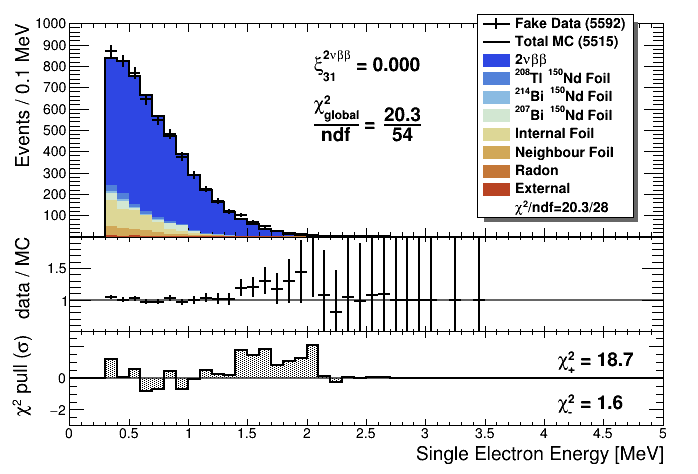 Events / 0.1 MeV
900
800
700
600
500
400
300
200
100
ξ³¹2νββ = 0.000
χ²global/ndf = 20.3/54
Fake Data (5592)
Total MC (5515)
2νββ
²⁰⁸Tl ¹⁵⁰Nd Foil
²¹⁴Bi ¹⁵⁰Nd Foil
²⁰⁷Bi ¹⁵⁰Nd Foil
Internal Foil
Neighbour Foil
Radon
External
χ²/ndf=20.3/28
data / MC
1.5
1
χ² pull (σ)
0
−2
χ²₊ = 18.7
χ²₋ = 1.6
0 0.5 1 1.5 2 2.5 3 3.5 4 4.5 5
Single Electron Energy [MeV]